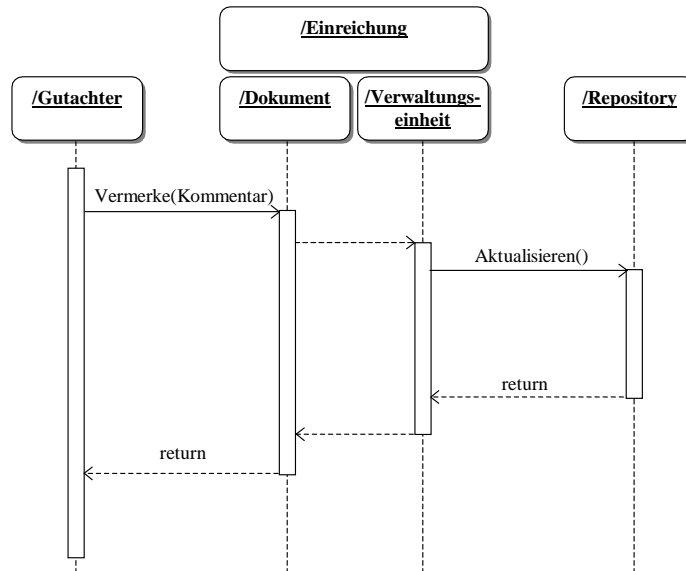 /Einreichung
/Gutachter
/Dokument
/Verwaltungs-
einheit
/Repository
Vermerke(Kommentar)
Aktualisieren()
return
return